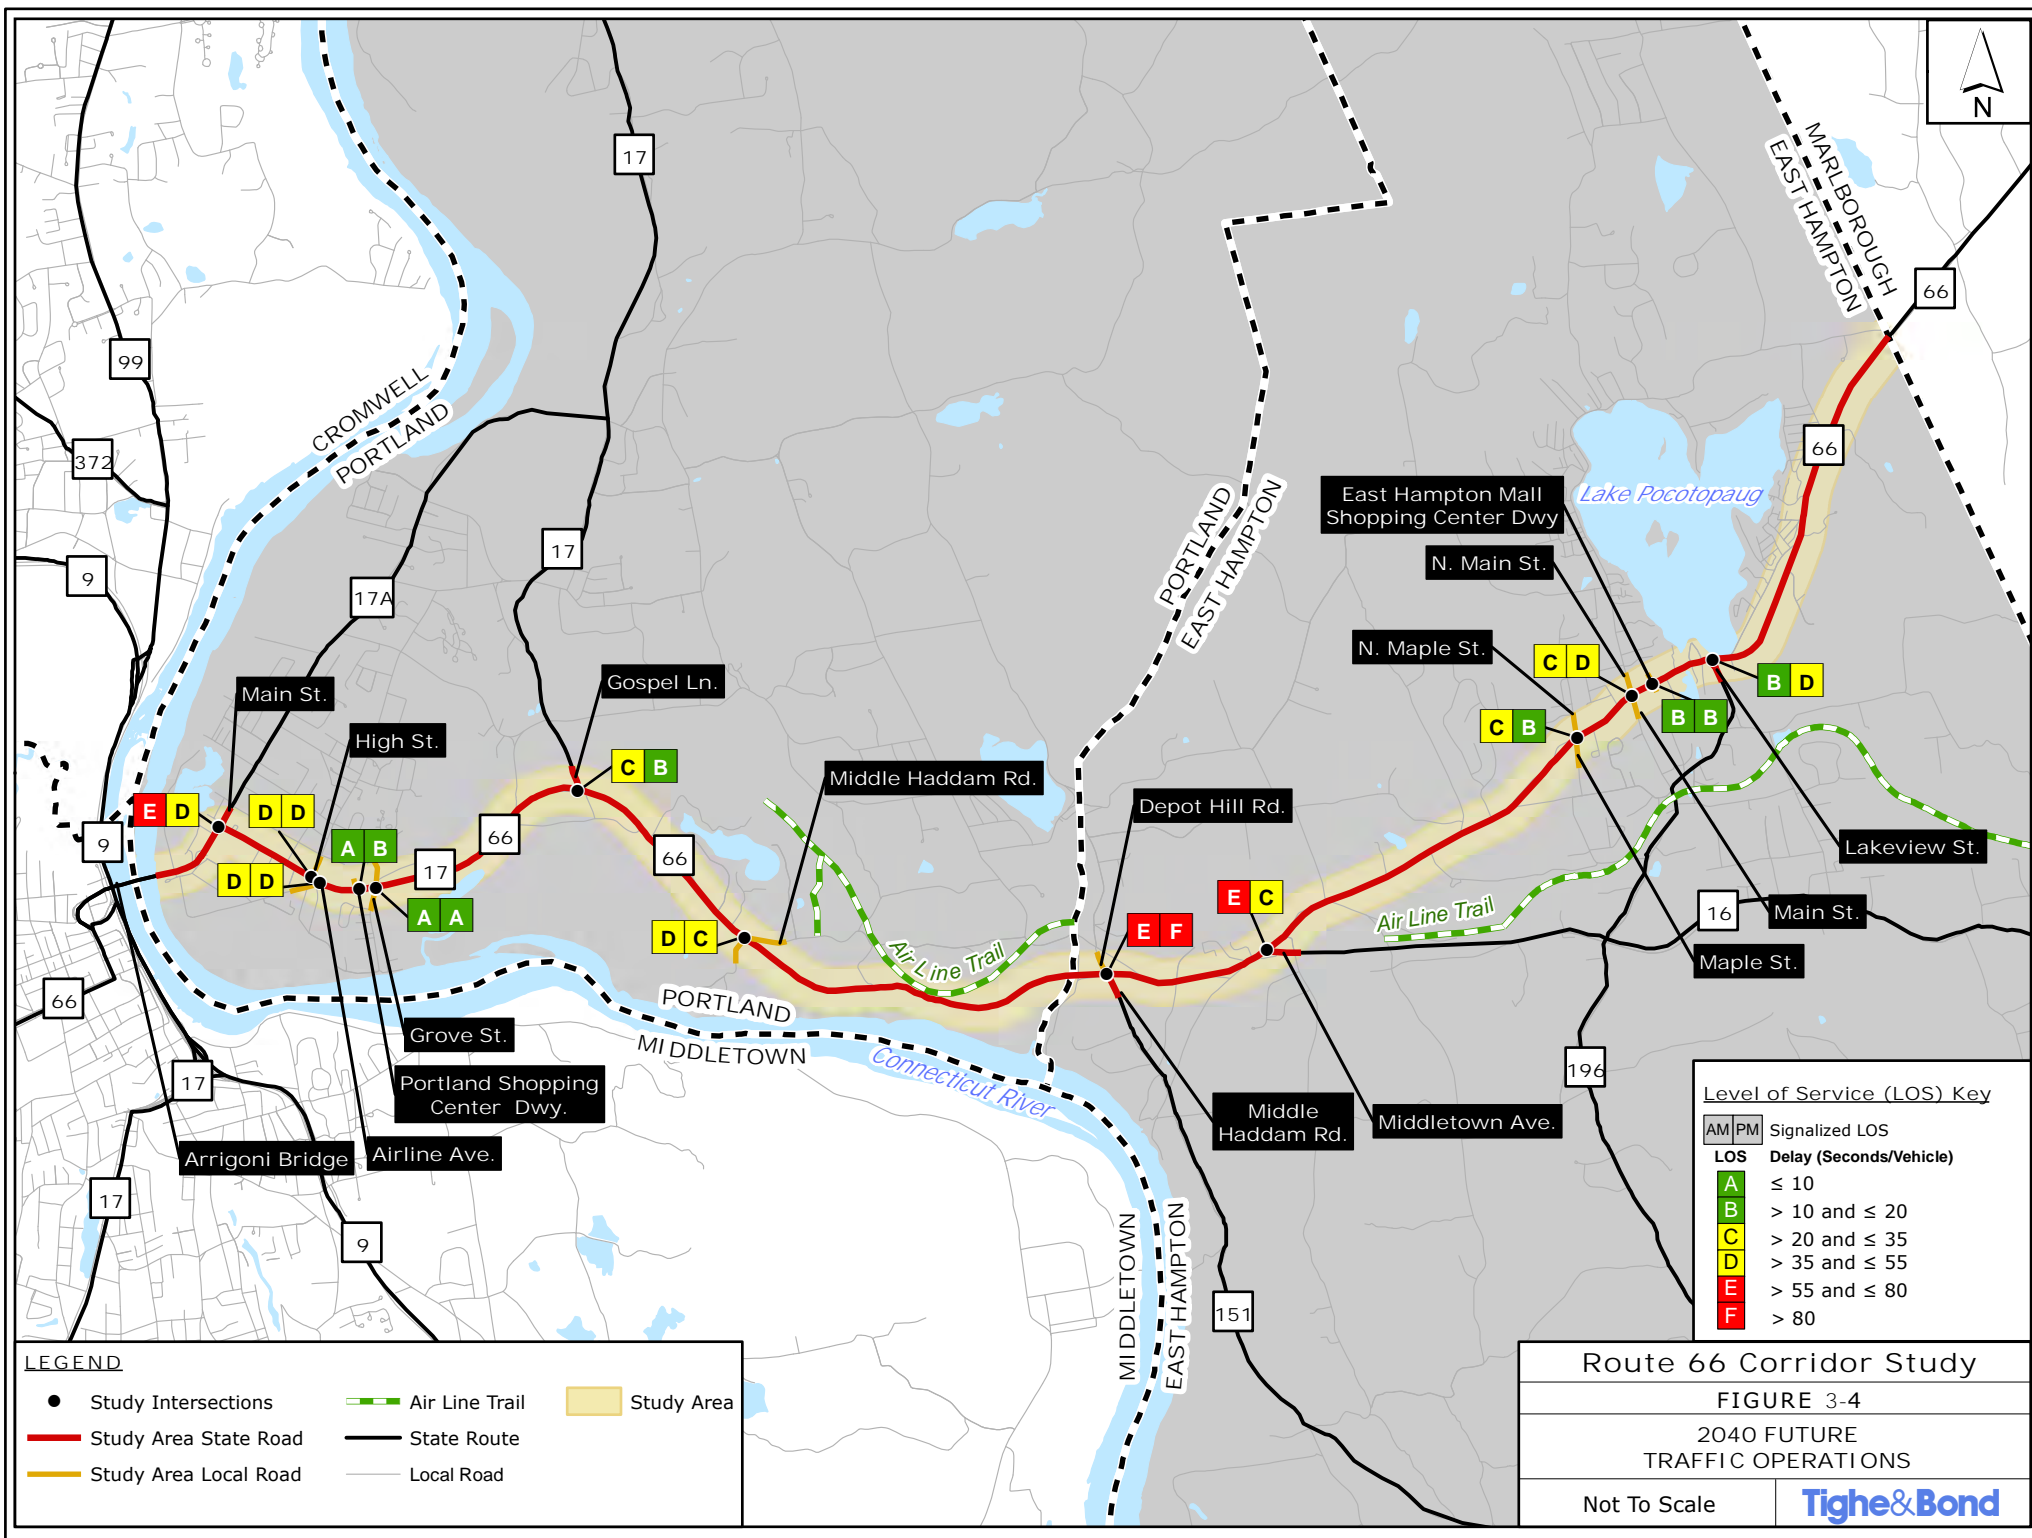 N
MARLBOROUGH
EAST HAMPTON
17
66
99
CROMWELL
PORTLAND
372
66
9
17A
17
PORTLAND
EAST HAMPTON
East Hampton Mall
Shopping Center Dwy
Lake Pocotopaug
N. Main St.
N. Maple St.
C D
B D
C B
B B
Main St.
High St.
Gospel Ln.
C B
Middle Haddam Rd.
Depot Hill Rd.
E D
D D
A B
66
66
17
9
D D
A A
Lakeview St.
E C
16
Main St.
Air Line Trail
D C
E F
Air Line Trail
Maple St.
66
PORTLAND
MIDDLETOWN
Connecticut River
Grove St.
Portland Shopping
Center Dwy.
17
196
Middle
Haddam Rd.
Middletown Ave.
Arrigoni Bridge
Airline Ave.
17
9
MIDDLETOWN
EAST HAMPTON
151
Level of Service (LOS) Key
AM PM Signalized LOS
LOS Delay (Seconds/Vehicle)
A ≤ 10
B > 10 and ≤ 20
C > 20 and ≤ 35
D > 35 and ≤ 55
E > 55 and ≤ 80
F > 80
LEGEND
Study Intersections
Air Line Trail
Study Area
Study Area State Road
State Route
Study Area Local Road
Local Road
Route 66 Corridor Study
FIGURE 3-4
2040 FUTURE
TRAFFIC OPERATIONS
Not To Scale
Tighe&Bond